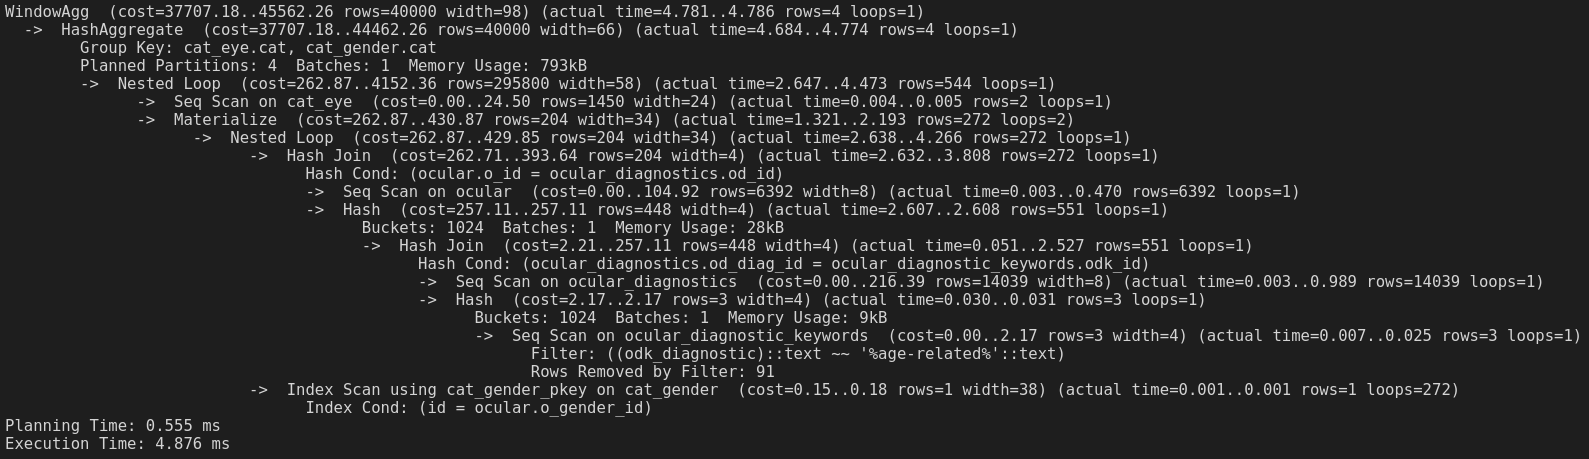 WindowAgg  (cost=37707.18..45562.26 rows=40000 width=98) (actual time=4.781..4.786 rows=4 loops=1)
  ->  HashAggregate  (cost=37707.18..44462.26 rows=40000 width=66) (actual time=4.684..4.774 rows=4 loops=1)
        Group Key: cat_eye.cat, cat_gender.cat
        Planned Partitions: 4  Batches: 1  Memory Usage: 793kB
        ->  Nested Loop  (cost=262.87..4152.36 rows=295800 width=58) (actual time=2.647..4.473 rows=544 loops=1)
              ->  Seq Scan on cat_eye  (cost=0.00..24.50 rows=1450 width=24) (actual time=0.004..0.005 rows=2 loops=1)
              ->  Materialize  (cost=262.87..430.87 rows=204 width=34) (actual time=1.321..2.193 rows=272 loops=2)
                    ->  Nested Loop  (cost=262.87..429.85 rows=204 width=34) (actual time=2.638..4.266 rows=272 loops=1)
                          ->  Hash Join  (cost=262.71..393.64 rows=204 width=4) (actual time=2.632..3.808 rows=272 loops=1)
                                Hash Cond: (ocular.o_id = ocular_diagnostics.od_id)
                                ->  Seq Scan on ocular  (cost=0.00..104.92 rows=6392 width=8) (actual time=0.003..0.470 rows=6392 loops=1)
                                ->  Hash  (cost=257.11..257.11 rows=448 width=4) (actual time=2.607..2.608 rows=551 loops=1)
                                      Buckets: 1024  Batches: 1  Memory Usage: 28kB
                                      ->  Hash Join  (cost=2.21..257.11 rows=448 width=4) (actual time=0.051..2.527 rows=551 loops=1)
                                            Hash Cond: (ocular_diagnostics.od_diag_id = ocular_diagnostic_keywords.odk_id)
                                            ->  Seq Scan on ocular_diagnostics  (cost=0.00..216.39 rows=14039 width=8) (actual time=0.003..0.989 rows=14039 loops=1)
                                            ->  Hash  (cost=2.17..2.17 rows=3 width=4) (actual time=0.030..0.031 rows=3 loops=1)
                                                  Buckets: 1024  Batches: 1  Memory Usage: 9kB
                                                  ->  Seq Scan on ocular_diagnostic_keywords  (cost=0.00..2.17 rows=3 width=4) (actual time=0.007..0.025 rows=3 loops=1)
                                                        Filter: ((odk_diagnostic)::text ~~ '%age-related%'::text)
                                                        Rows Removed by Filter: 91
                          ->  Index Scan using cat_gender_pkey on cat_gender  (cost=0.15..0.18 rows=1 width=38) (actual time=0.001..0.001 rows=1 loops=272)
                                Index Cond: (id = ocular.o_gender_id)
Planning Time: 0.555 ms
Execution Time: 4.876 ms